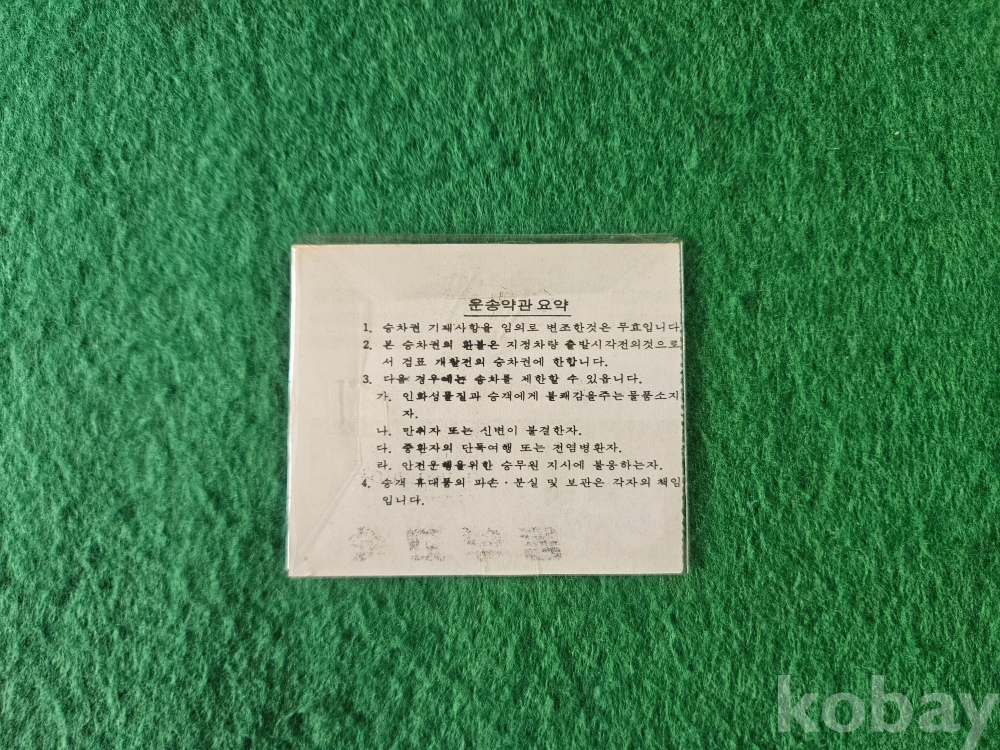 운송약관 요약
1. 승차권 기재사항을 임의로 변조한것은 무효입니다
2. 본 승차권의 환불은 지정차량 출발시각전의것으로
서 검표 개찰전의 승차권에 한합니다.
3. 다음 경우에는 승차를 제한할 수 있읍니다.
가. 인화성물질과 승객에게 불쾌감을주는물품소지
자.
나. 만취자 또는 신변이 불결한자.
다. 중환자의 단독여행 또는 전염병환자.
라. 안전운행을위한 승무원 지시에 불응하는자.
4. 승객 휴대품의 파손·분실 및 보관은 각자의 책임
입니다.
kobay